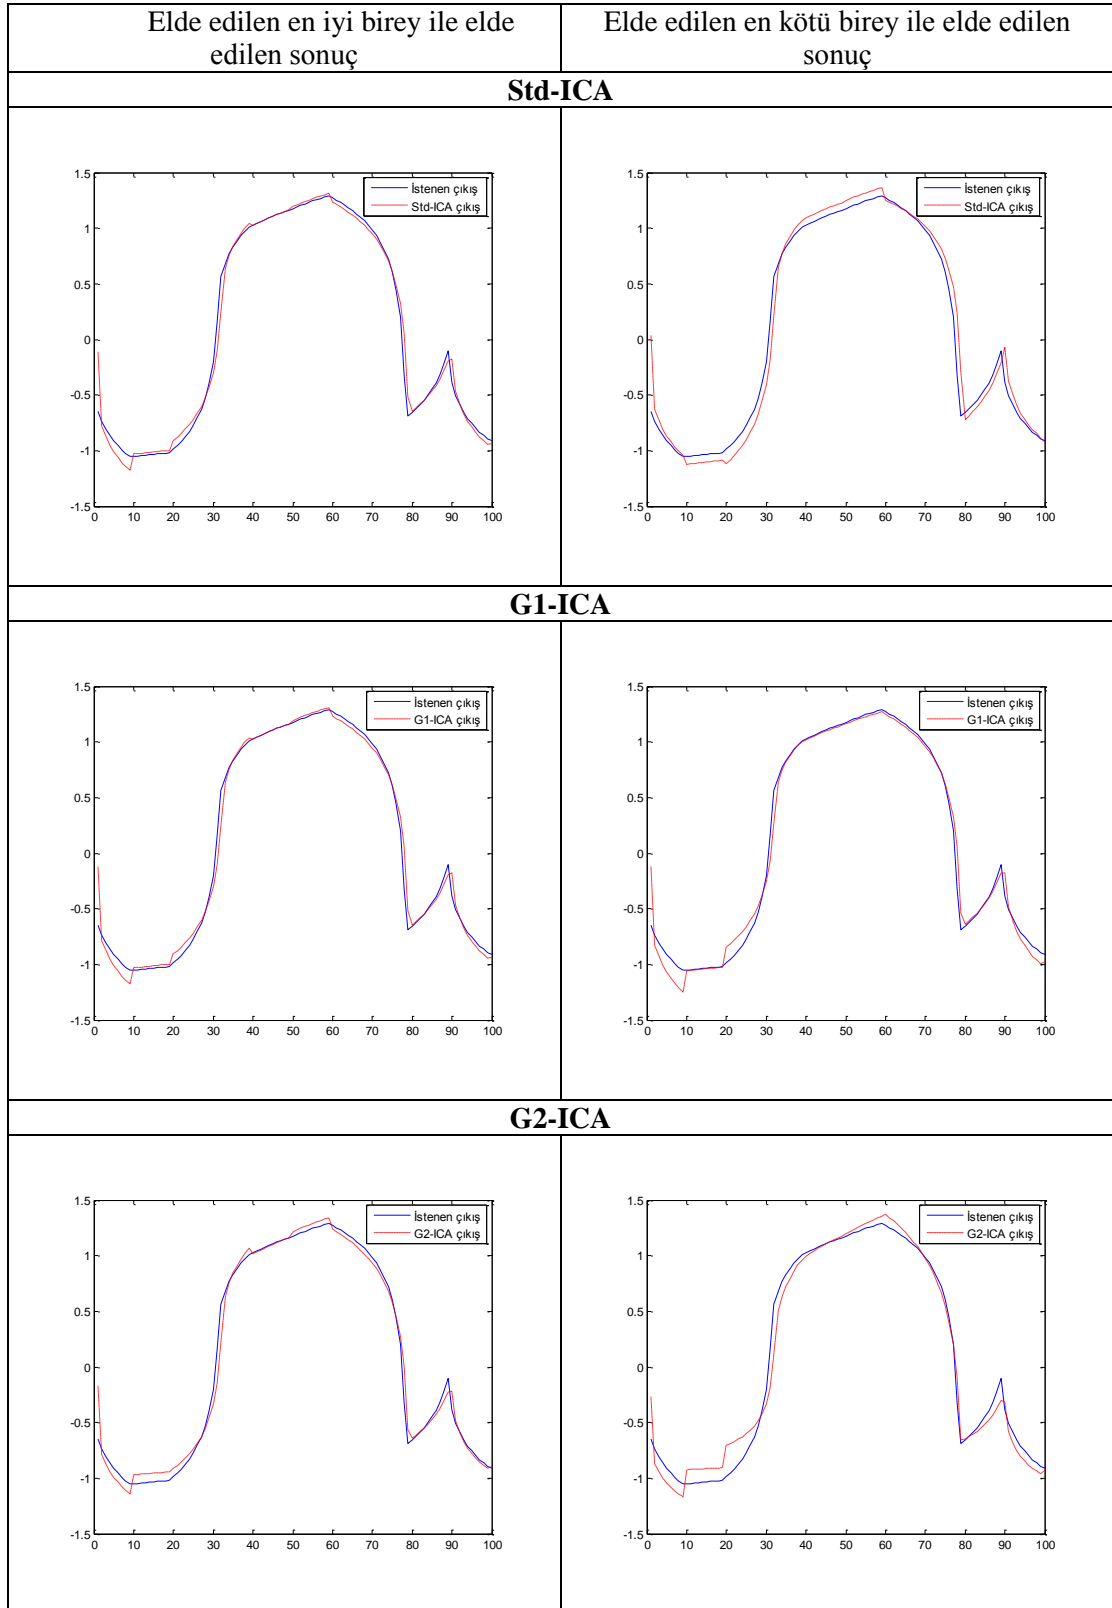 Elde edilen en iyi birey ile elde
edilen sonuç
Elde edilen en kötü birey ile elde edilen
sonuç
Std-ICA
1.5
1
0.5
0
-0.5
-1
-1.5
0 10 20 30 40 50 60 70 80 90 100
İstenen çıkış
Std-ICA çıkış
1.5
1
0.5
0
-0.5
-1
-1.5
0 10 20 30 40 50 60 70 80 90 100
İstenen çıkış
Std-ICA çıkış
G1-ICA
1.5
1
0.5
0
-0.5
-1
-1.5
0 10 20 30 40 50 60 70 80 90 100
İstenen çıkış
G1-ICA çıkış
1.5
1
0.5
0
-0.5
-1
-1.5
0 10 20 30 40 50 60 70 80 90 100
İstenen çıkış
G1-ICA çıkış
G2-ICA
1.5
1
0.5
0
-0.5
-1
-1.5
0 10 20 30 40 50 60 70 80 90 100
İstenen çıkış
G2-ICA çıkış
1.5
1
0.5
0
-0.5
-1
-1.5
0 10 20 30 40 50 60 70 80 90 100
İstenen çıkış
G2-ICA çıkış